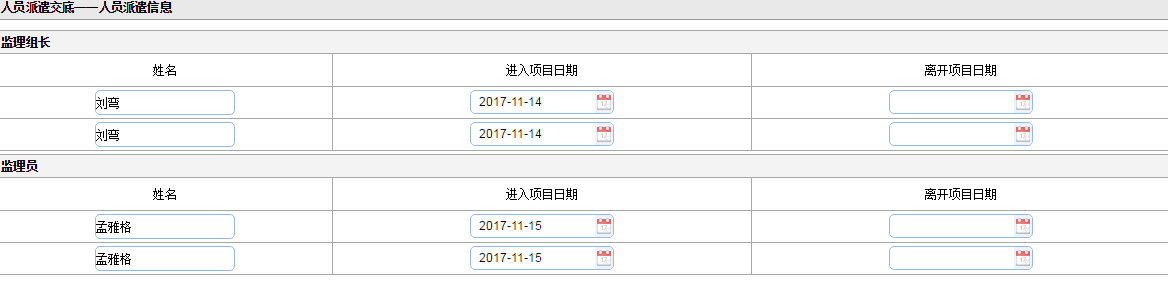 人员派遣交底——人员派遣信息
监理组长
姓名 进入项目日期 离开项目日期
刘弯 2017-11-14
刘弯 2017-11-14
监理员
姓名 进入项目日期 离开项目日期
孟雅格 2017-11-15
孟雅格 2017-11-15